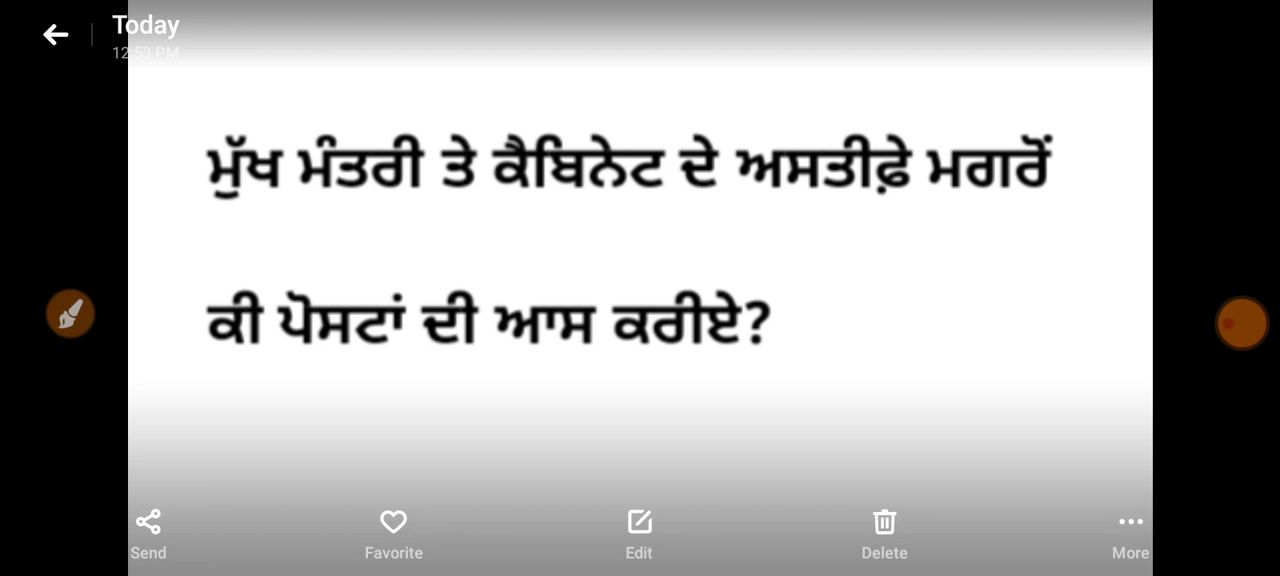 Today
12:53 PM
ਮੁੱਖ ਮੰਤਰੀ ਤੇ ਕੈਬਿਨੇਟ ਦੇ ਅਸਤੀਫ਼ੇ ਮਗਰੋਂ
ਕੀ ਪੋਸਟਾਂ ਦੀ ਆਸ ਕਰੀਏ?
Send Favorite Edit Delete More